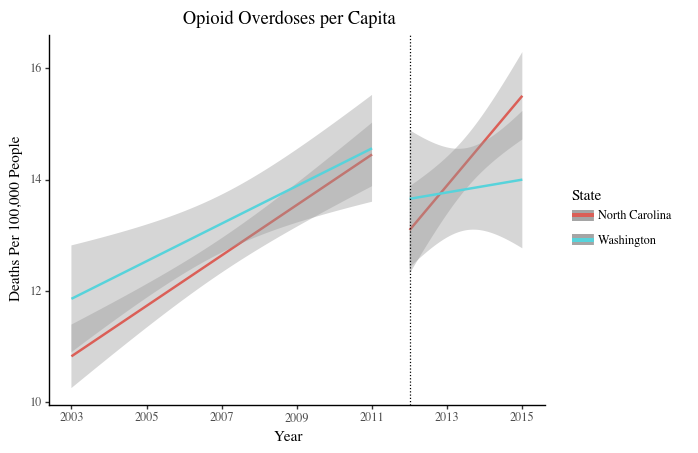 Opioid Overdoses per Capita
Deaths Per 100,000 People
16
14
12
10
2003 2005 2007 2009 2011 2013 2015
Year
State
North Carolina
Washington